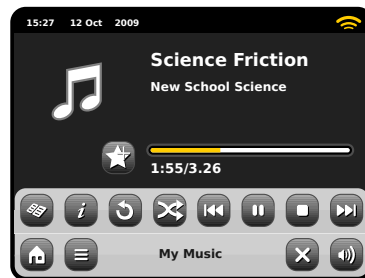 15:27 12 Oct 2009
Science Friction
New School Science
1:55/3.26
i
My Music